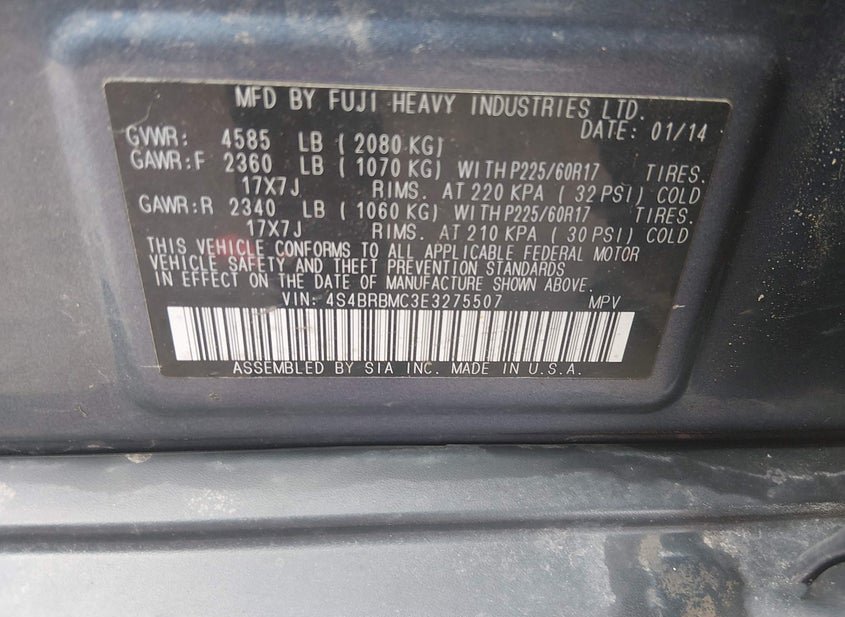 MFD BY FUJI HEAVY INDUSTRIES LTD.
DATE: 01/14
GVWR: 4585 LB ( 2080 KG)
GAWR:F 2360 LB ( 1070 KG) WITH P225/60R17 TIRES.
17X7J RIMS. AT 220 KPA ( 32 PSI) COLD
GAWR:R 2340 LB ( 1060 KG) WITH P225/60R17 TIRES.
17X7J RIMS. AT 210 KPA ( 30 PSI) COLD
THIS VEHICLE CONFORMS TO ALL APPLICABLE FEDERAL MOTOR
VEHICLE SAFETY AND THEFT PREVENTION STANDARDS
IN EFFECT ON THE DATE OF MANUFACTURE SHOWN ABOVE.
VIN: 4S4BRBMC3E3275507 MPV
ASSEMBLED BY SIA INC. MADE IN U.S.A.